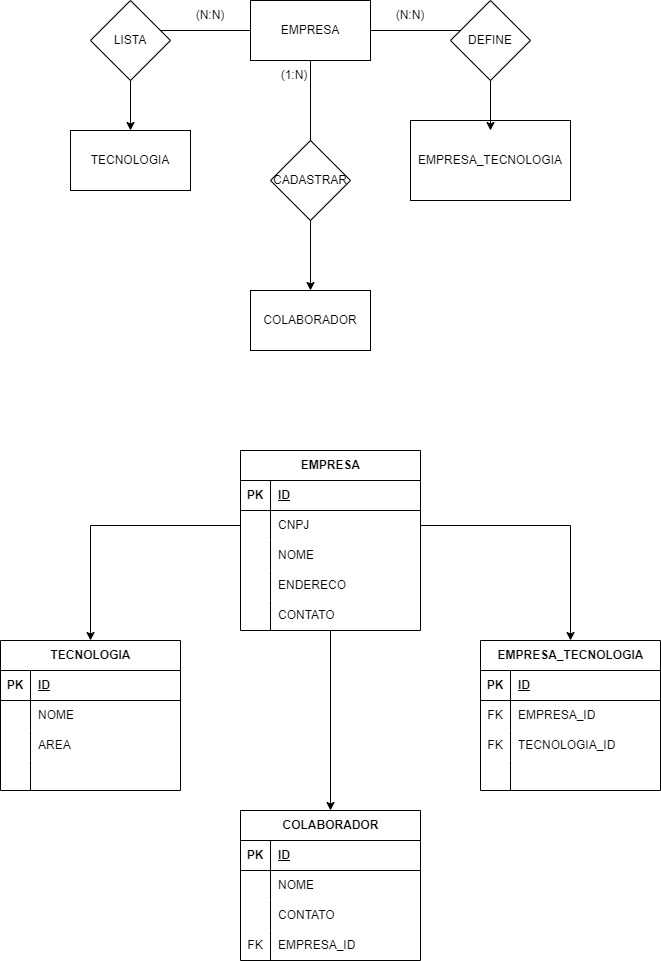 (N:N)
EMPRESA
(N:N)
LISTA
DEFINE
(1:N)
TECNOLOGIA
EMPRESA_TECNOLOGIA
CADASTRAR
COLABORADOR
EMPRESA
PK ID
CNPJ
NOME
ENDERECO
CONTATO
TECNOLOGIA
PK ID
NOME
AREA
EMPRESA_TECNOLOGIA
PK ID
FK EMPRESA_ID
FK TECNOLOGIA_ID
COLABORADOR
PK ID
NOME
CONTATO
FK EMPRESA_ID